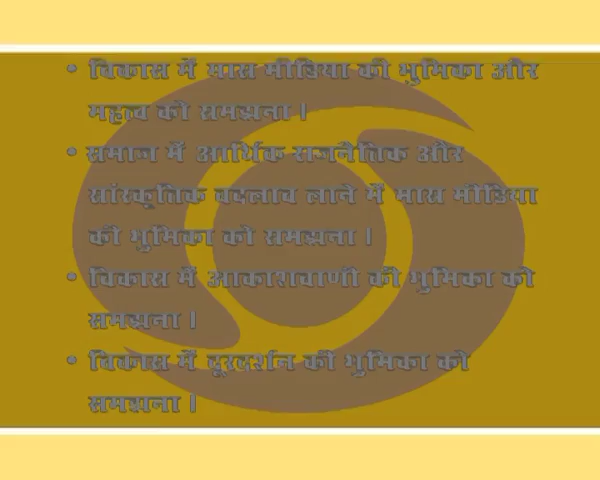 • विकास में मास मीडिया की भुमिका और
महत्व को समझना ।
• समाज में आर्थिक राजनैतिक और
सांस्कृतिक बदलाव लाने में मास मीडिया
की भुमिका को समझना ।
• विकास में आकाशवाणी की भुमिका को
समझना ।
• विकास में दूरदर्शन की भुमिका को
समझना ।